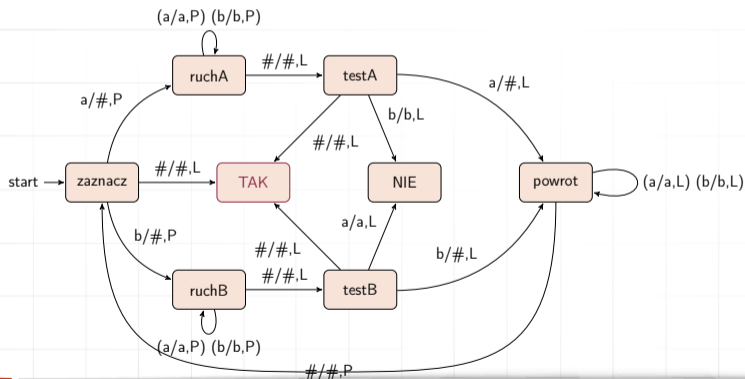 (a/a,P) (b/b,P)
ruchA
#/#,L
testA
a/#,P
a/#,L
b/b,L
#/#,L
start
zaznacz
#/#,L
TAK
NIE
powrot
(a/a,L) (b/b,L)
b/#,P
a/a,L
#/#,L
b/#,L
ruchB
#/#,L
testB
(a/a,P) (b/b,P)
#/#,P